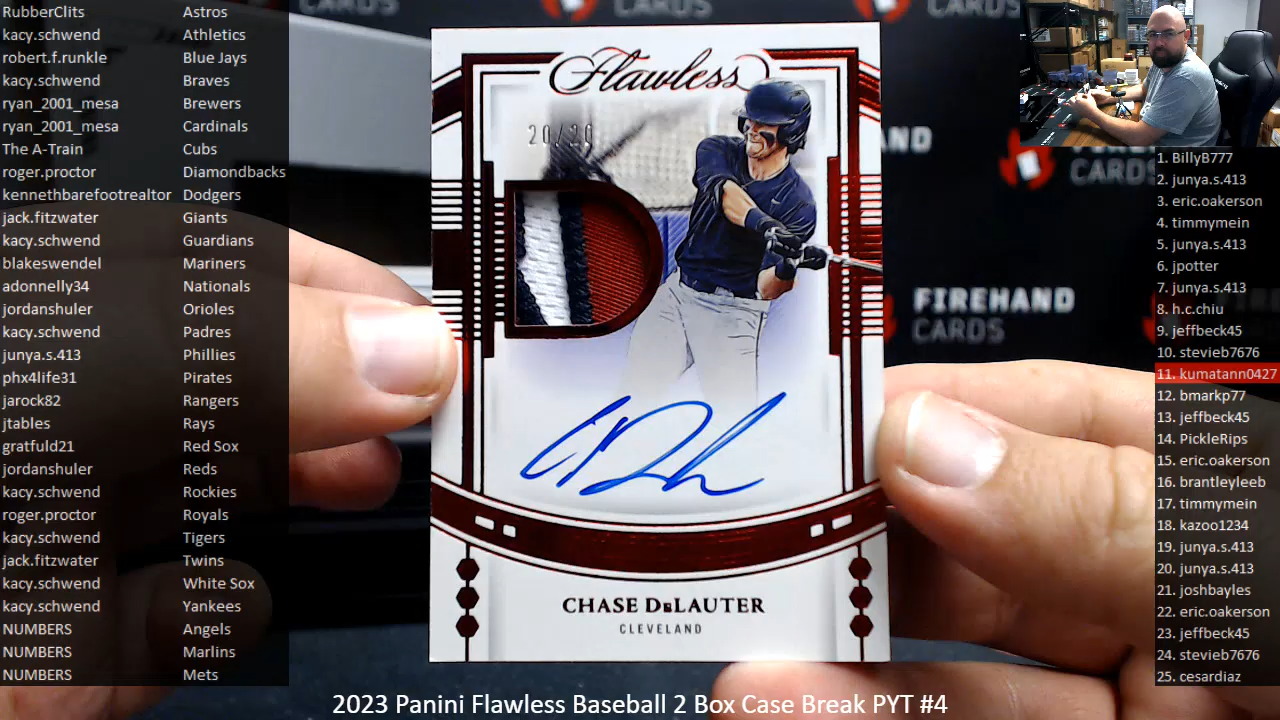 RubberClits Astros
kacy.schwend Athletics
robert.f.runkle Blue Jays
kacy.schwend Braves
ryan_2001_mesa Brewers
ryan_2001_mesa Cardinals
The A-Train Cubs
roger.proctor Diamondbacks
kennethbarefootrealtor Dodgers
jack.fitzwater Giants
kacy.schwend Guardians
blakeswendel Mariners
adonnelly34 Nationals
jordanshuler Orioles
kacy.schwend Padres
junya.s.413 Phillies
phx4life31 Pirates
jarock82 Rangers
jtables Rays
gratfuld21 Red Sox
jordanshuler Reds
kacy.schwend Rockies
roger.proctor Royals
kacy.schwend Tigers
jack.fitzwater Twins
kacy.schwend White Sox
kacy.schwend Yankees
NUMBERS Angels
NUMBERS Marlins
NUMBERS Mets
CARDS
CARDS
Flawless
20/20
CHASE DeLAUTER
CLEVELAND
AND
CARDS
FIREHAND
CARDS
1. BillyB777
2. junya.s.413
3. eric.oakerson
4. timmymein
5. junya.s.413
6. jpotter
7. junya.s.413
8. h.c.chiu
9. jeffbeck45
10. stevieb7676
11. kumatann0427
12. bmarkp77
13. jeffbeck45
14. PickleRips
15. eric.oakerson
16. brantleyleeb
17. timmymein
18. kazoo1234
19. junya.s.413
20. junya.s.413
21. joshbayles
22. eric.oakerson
23. jeffbeck45
24. stevieb7676
25. cesardiaz
2023 Panini Flawless Baseball 2 Box Case Break PYT #4